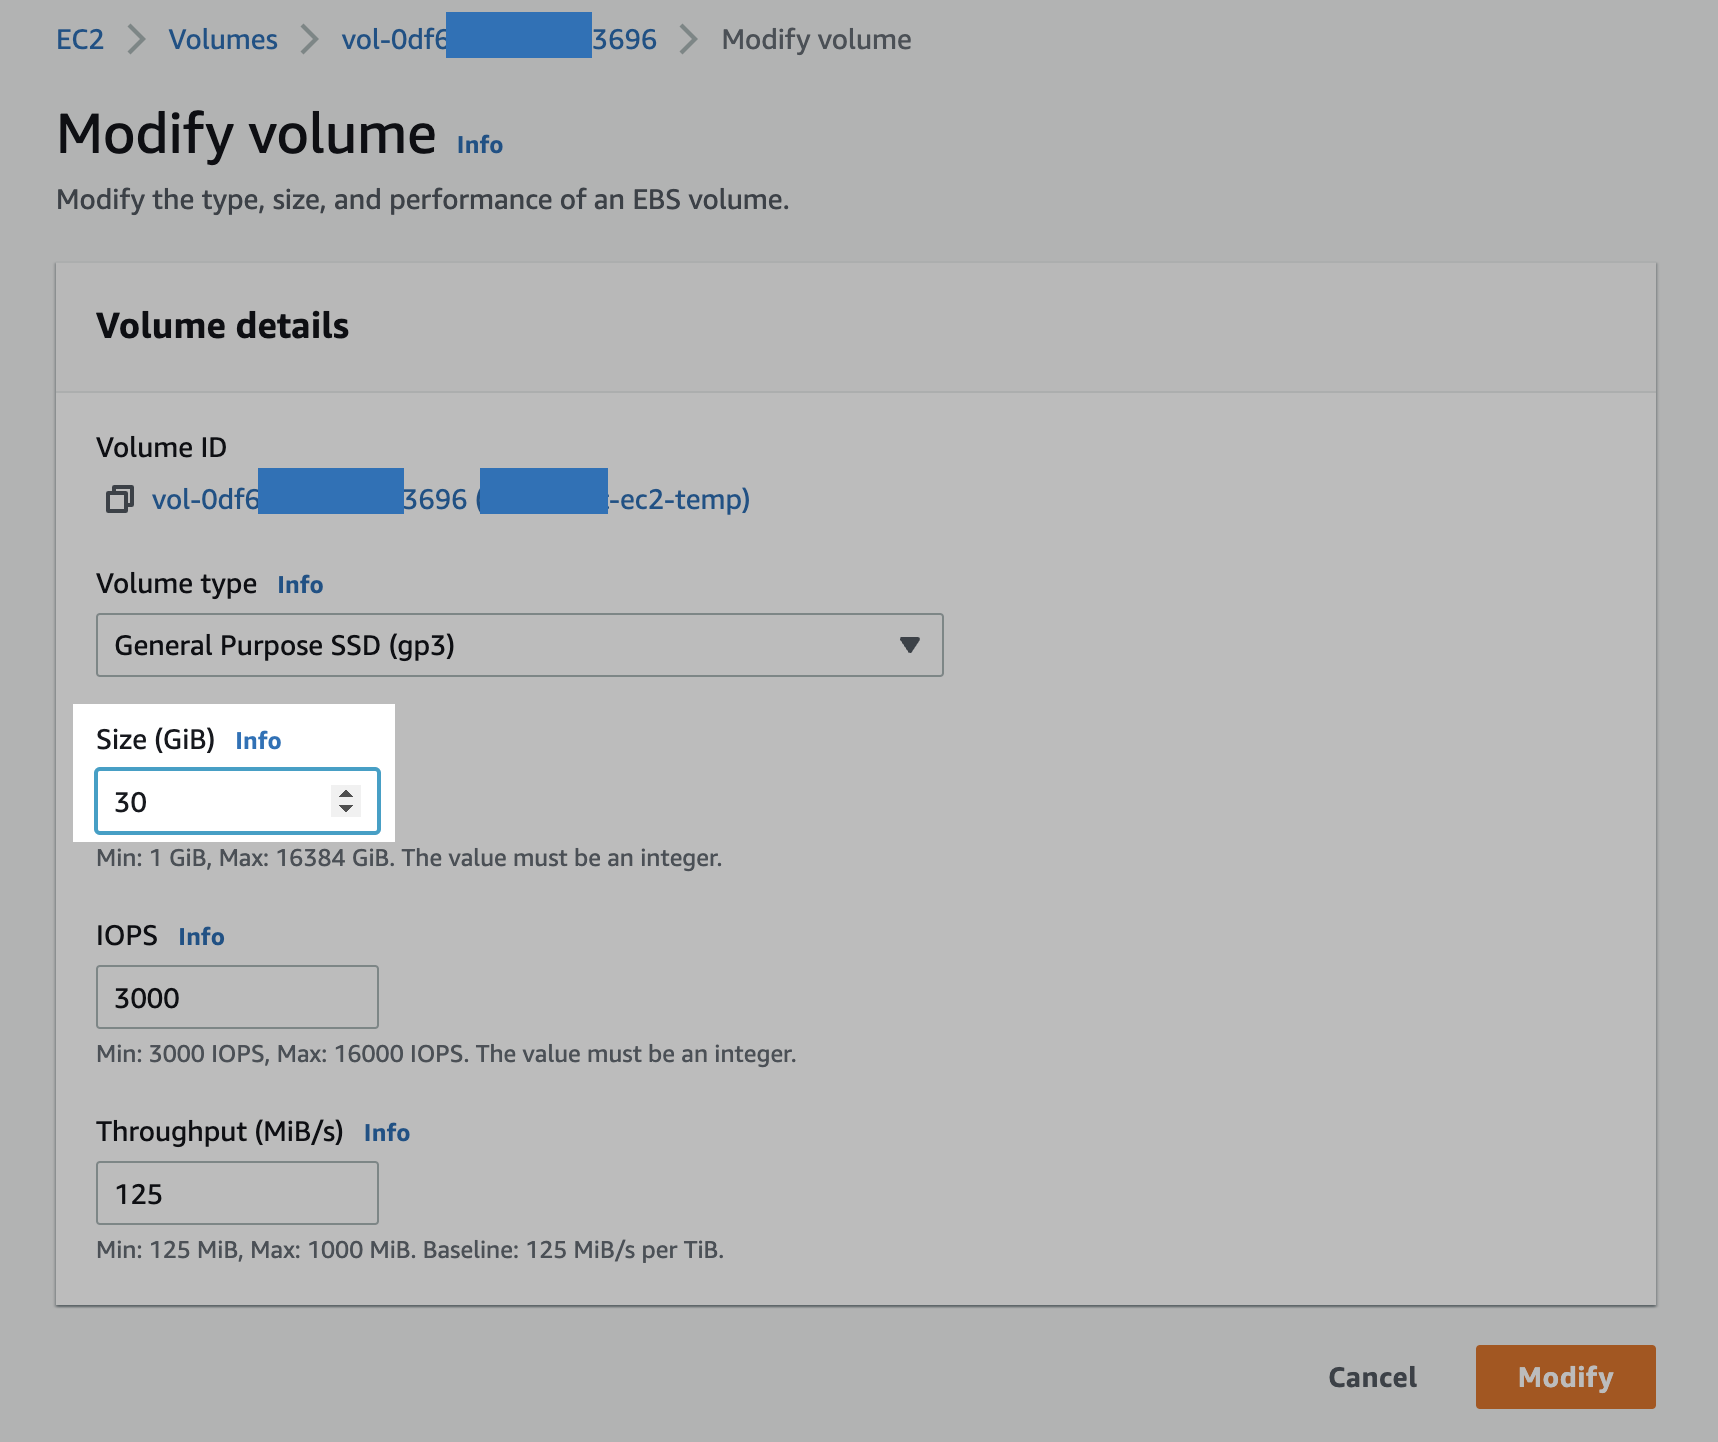 EC2 > Volumes > vol-0df6 3696 > Modify volume
Modify volume Info
Modify the type, size, and performance of an EBS volume.
Volume details
Volume ID
vol-0df6 3696 ( -ec2-temp)
Volume type Info
General Purpose SSD (gp3)
Size (GiB) Info
30
Min: 1 GiB, Max: 16384 GiB. The value must be an integer.
IOPS Info
3000
Min: 3000 IOPS, Max: 16000 IOPS. The value must be an integer.
Throughput (MiB/s) Info
125
Min: 125 MiB, Max: 1000 MiB. Baseline: 125 MiB/s per TiB.
Cancel Modify